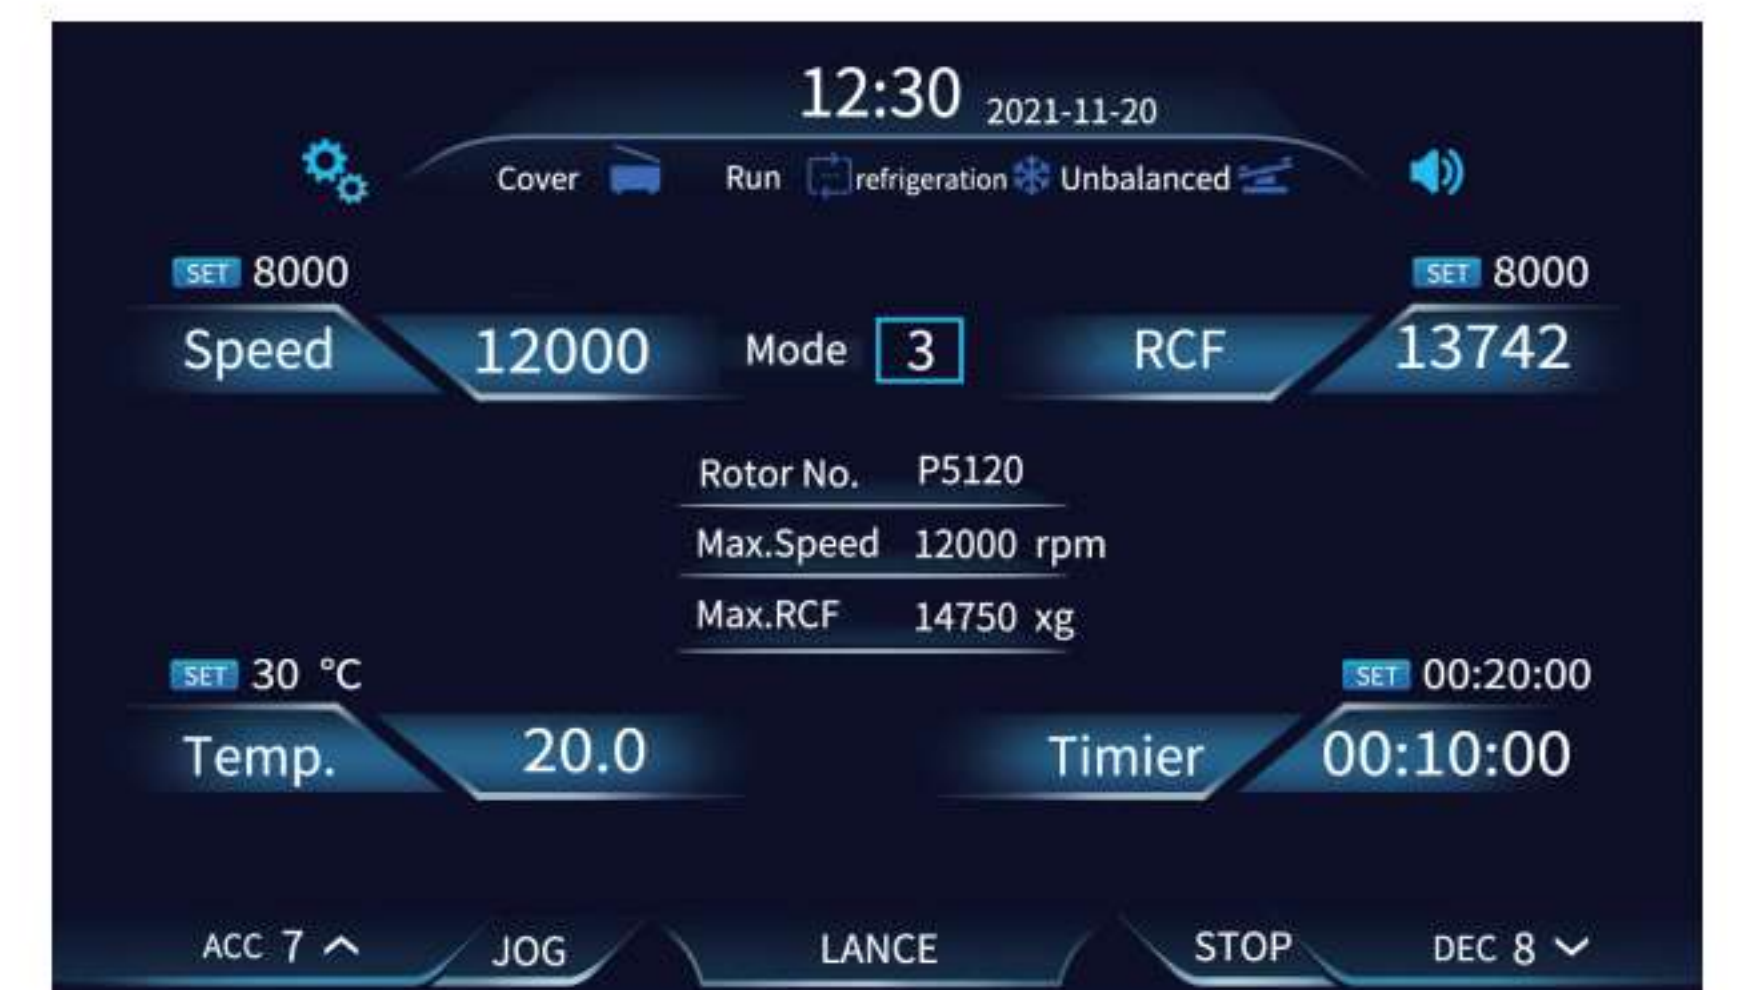 12:30 2021-11-20
Cover Run refrigeration Unbalanced
SET 8000
SET 8000
Speed 12000 Mode 3 RCF 13742
Rotor No. P5120
Max.Speed 12000 rpm
Max.RCF 14750 xg
SET 30 °C
SET 00:20:00
Temp. 20.0 Timier 00:10:00
ACC 7 JOG LANCE STOP DEC 8